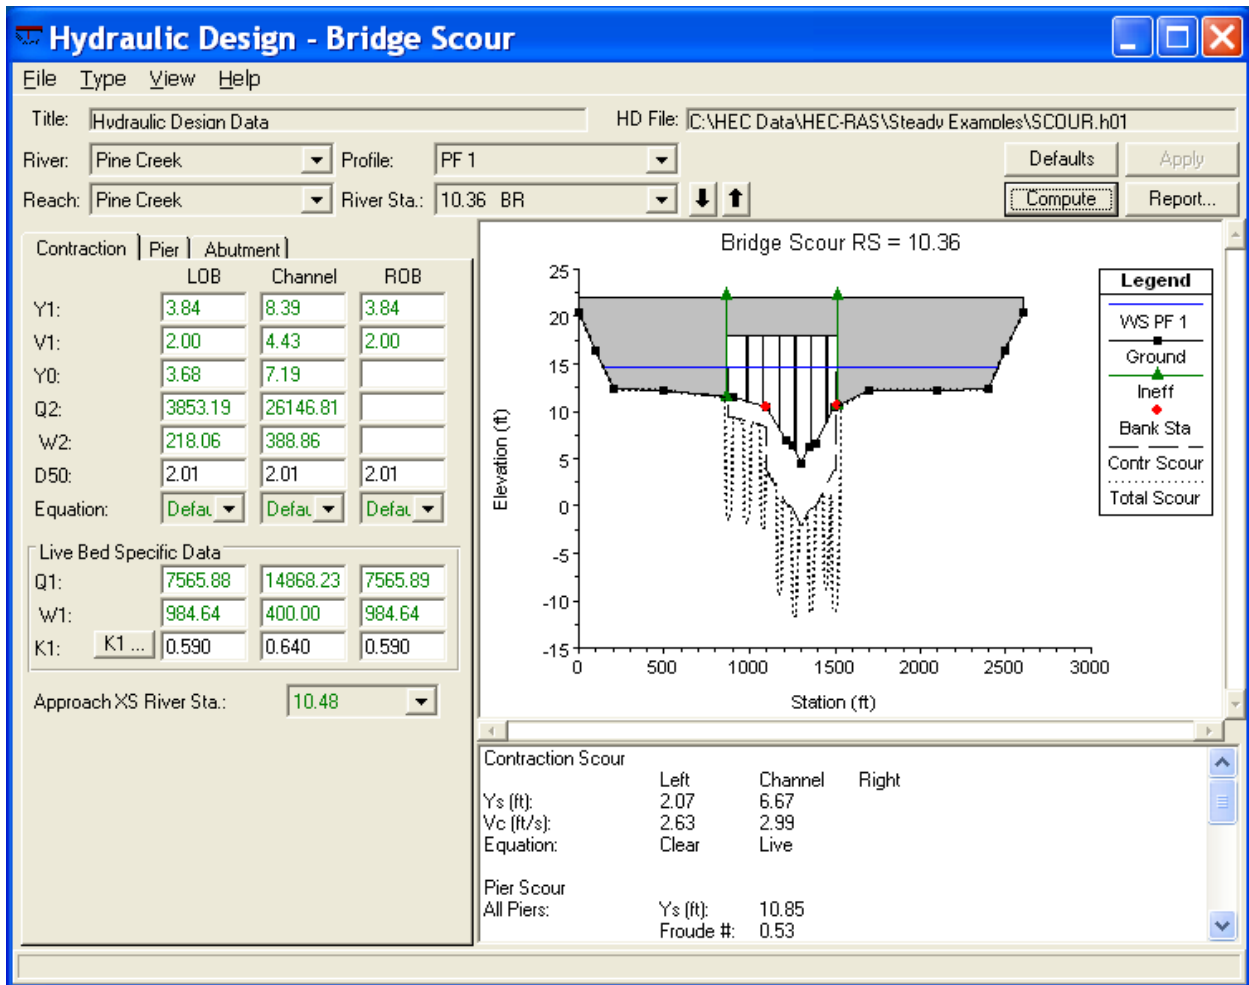 Hydraulic Design - Bridge Scour
File Type View Help
Title: Hydraulic Design Data HD File: C:\HEC Data\HEC-RAS\Steady Examples\SCOUR.h01
River: Pine Creek Profile: PF 1 Defaults Apply
Reach: Pine Creek River Sta.: 10.36 BR Compute Report...
Contraction Pier Abutment
LOB Channel ROB
Y1: 3.84 8.39 3.84
V1: 2.00 4.43 2.00
Y0: 3.68 7.19
Q2: 3853.19 26146.81
W2: 218.06 388.86
D50: 2.01 2.01 2.01
Equation: Defau Defau Defau
Live Bed Specific Data
Q1: 7565.88 14868.23 7565.89
W1: 984.64 400.00 984.64
K1: K1 ... 0.590 0.640 0.590
Approach XS River Sta.: 10.48
Bridge Scour RS = 10.36
25
20
15
10
5
0
-5
-10
-15
Elevation (ft)
0 500 1000 1500 2000 2500 3000
Station (ft)
Legend
WS PF 1
Ground
Ineff
Bank Sta
Contr Scour
Total Scour
Contraction Scour
Left Channel Right
Ys (ft): 2.07 6.67
Vc (ft/s): 2.63 2.99
Equation: Clear Live
Pier Scour
All Piers: Ys (ft): 10.85
Froude #: 0.53